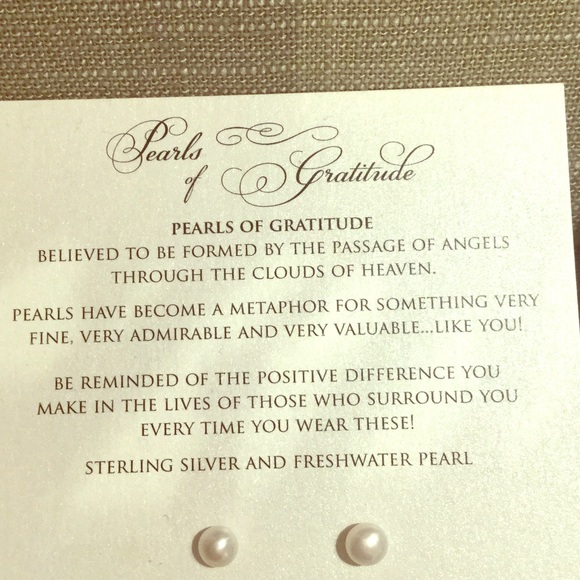 Pearls
of Gratitude
PEARLS OF GRATITUDE
BELIEVED TO BE FORMED BY THE PASSAGE OF ANGELS
THROUGH THE CLOUDS OF HEAVEN.
PEARLS HAVE BECOME A METAPHOR FOR SOMETHING VERY
FINE, VERY ADMIRABLE AND VERY VALUABLE...LIKE YOU!
BE REMINDED OF THE POSITIVE DIFFERENCE YOU
MAKE IN THE LIVES OF THOSE WHO SURROUND YOU
EVERY TIME YOU WEAR THESE!
STERLING SILVER AND FRESHWATER PEARL